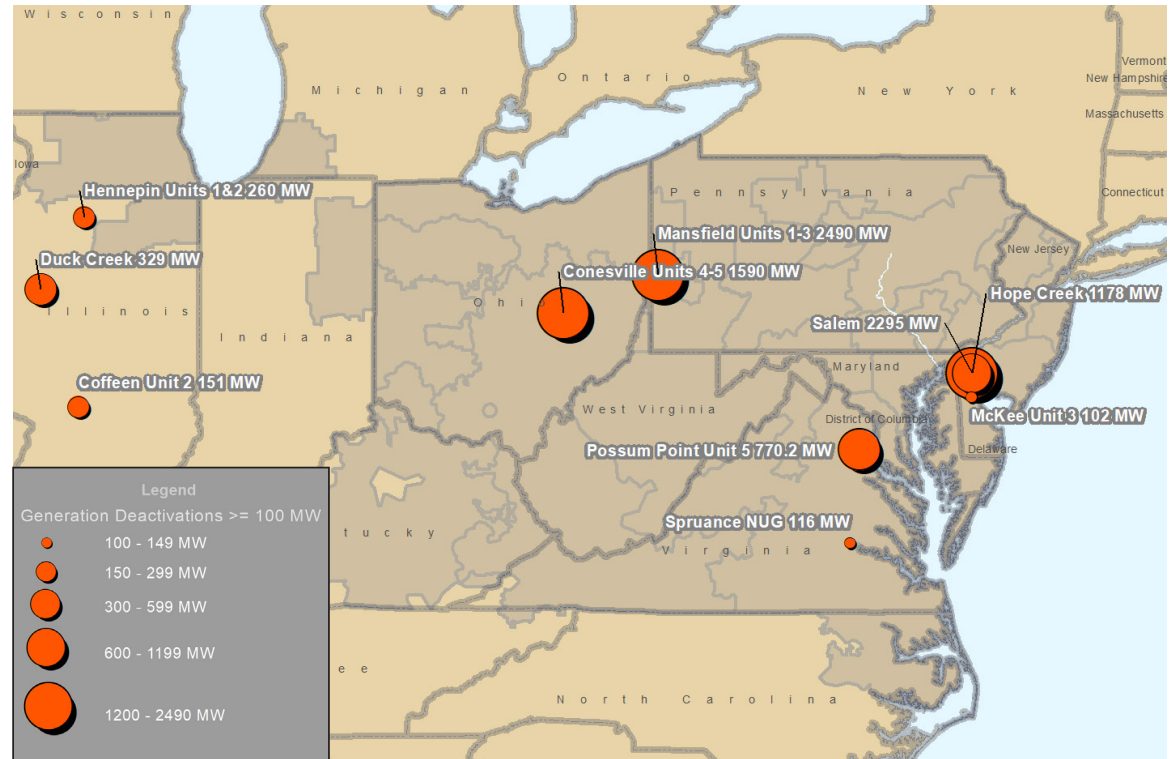 Wisconsin
Michigan
Ontario
New York
Vermont
New Hampshire
Massachusetts
Connecticut
Iowa
Hennepin Units 1&2 260 MW
Pennsylvania
Mansfield Units 1-3 2490 MW
New Jersey
Duck Creek 329 MW
Conesville Units 4-5 1590 MW
Hope Creek 1178 MW
Illinois
Ohio
Salem 2295 MW
Indiana
Maryland
Coffeen Unit 2 151 MW
West Virginia
District of Columbia
McKee Unit 3 102 MW
Possum Point Unit 5 770.2 MW
Delaware
Spruance NUG 116 MW
Virginia
tucky
ee
North Carolina
Legend
Generation Deactivations >= 100 MW
100 - 149 MW
150 - 299 MW
300 - 599 MW
600 - 1199 MW
1200 - 2490 MW